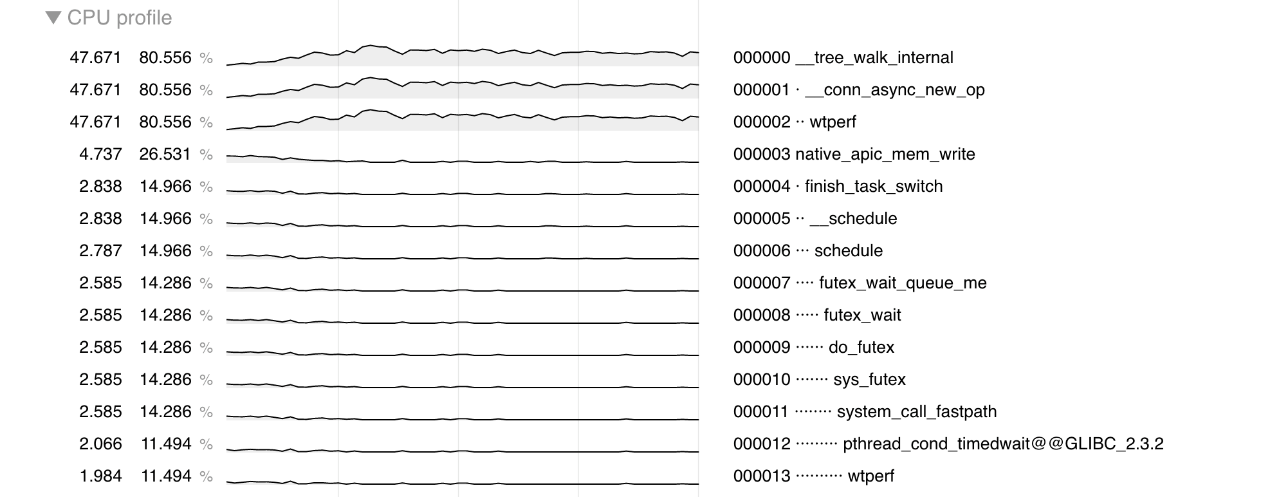 ▼ CPU profile
47.671 80.556 % 000000 __tree_walk_internal
47.671 80.556 % 000001 · __conn_async_new_op
47.671 80.556 % 000002 ·· wtperf
4.737 26.531 % 000003 native_apic_mem_write
2.838 14.966 % 000004 · finish_task_switch
2.838 14.966 % 000005 ·· __schedule
2.787 14.966 % 000006 ··· schedule
2.585 14.286 % 000007 ···· futex_wait_queue_me
2.585 14.286 % 000008 ····· futex_wait
2.585 14.286 % 000009 ······ do_futex
2.585 14.286 % 000010 ······· sys_futex
2.585 14.286 % 000011 ········ system_call_fastpath
2.066 11.494 % 000012 ········· pthread_cond_timedwait@@GLIBC_2.3.2
1.984 11.494 % 000013 ·········· wtperf